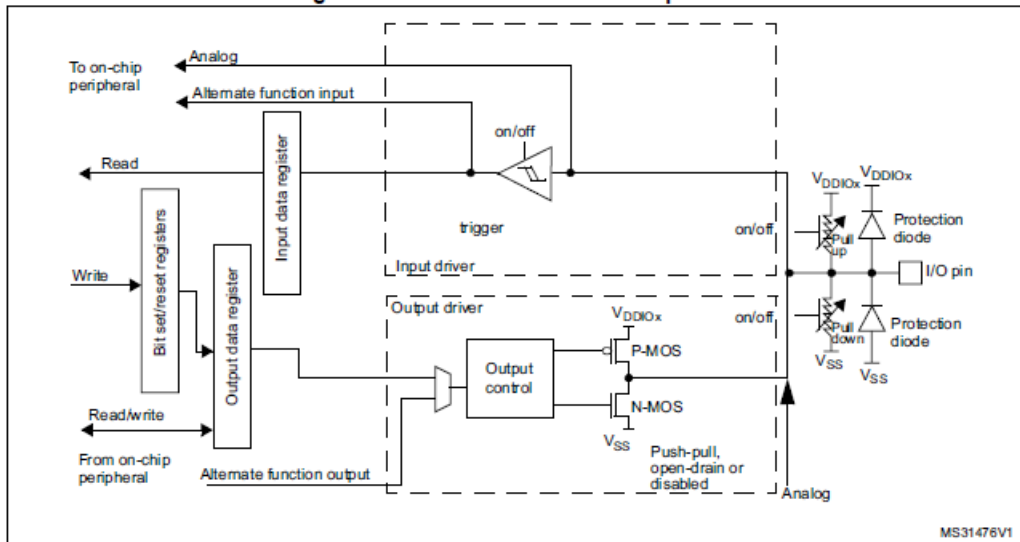 Analog
To on-chip
peripheral
Alternate function input
on/off
Read
Input data register
trigger
Input driver
VDDIOx
VDDIOx
on/off
Pull
up
Protection
diode
I/O pin
on/off
Pull
down
Protection
diode
VSS
VSS
Write
Bit set/reset registers
Output data register
Read/write
From on-chip
peripheral
Alternate function output
Output driver
VDDIOx
P-MOS
Output
control
N-MOS
VSS
Push-pull,
open-drain or
disabled
Analog
MS31476V1